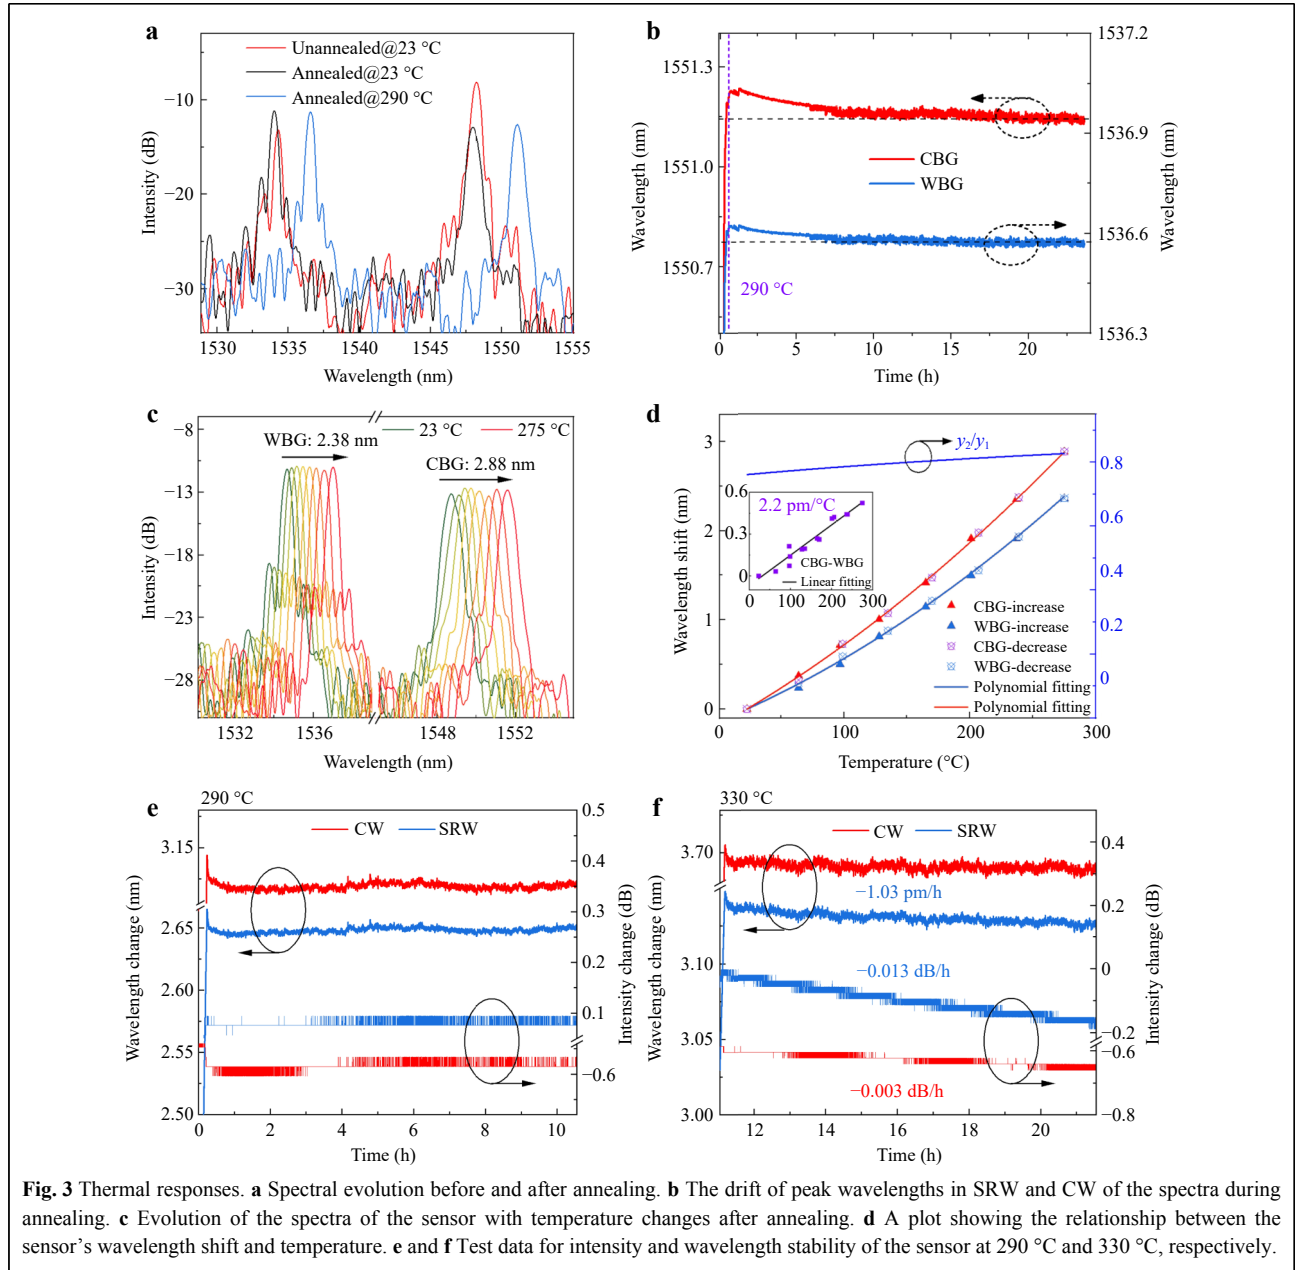 a
Unannealed@23 °C
Annealed@23 °C
Annealed@290 °C
−10
−20
−30
Intensity (dB)
1530 1535 1540 1545 1550 1555
Wavelength (nm)
b
1551.3
1551.0
1550.7
Wavelength (nm)
1537.2
1536.9
1536.6
1536.3
Wavelength (nm)
CBG
WBG
290 °C
0 5 10 15 20
Time (h)
c
23 °C 275 °C
WBG: 2.38 nm
CBG: 2.88 nm
−8
−13
−18
−23
−28
Intensity (dB)
1532 1536 1548 1552
Wavelength (nm)
d
3
2
1
0
Wavelength shift (nm)
y2/y1
0.8
0.6
0.4
0.2
0
0.6
0.3
0
2.2 pm/°C
CBG-WBG
Linear fitting
0 100 200 300
CBG-increase
WBG-increase
CBG-decrease
WBG-decrease
Polynomial fitting
Polynomial fitting
0 100 200 300
Temperature (°C)
e
290 °C
CW SRW
3.15
2.65
2.60
2.55
2.50
Wavelength change (nm)
0.5
0.4
0.3
0.2
0.1
−0.6
Intensity change (dB)
0 2 4 6 8 10
Time (h)
f
330 °C
CW SRW
3.70
3.10
3.05
3.00
Wavelength change (nm)
−1.03 pm/h
−0.013 dB/h
−0.003 dB/h
0.4
0.2
0
−0.2
−0.6
−0.8
Intensity change (dB)
12 14 16 18 20
Time (h)
Fig. 3 Thermal responses. a Spectral evolution before and after annealing. b The drift of peak wavelengths in SRW and CW of the spectra during
annealing. c Evolution of the spectra of the sensor with temperature changes after annealing. d A plot showing the relationship between the
sensor’s wavelength shift and temperature. e and f Test data for intensity and wavelength stability of the sensor at 290 °C and 330 °C, respectively.